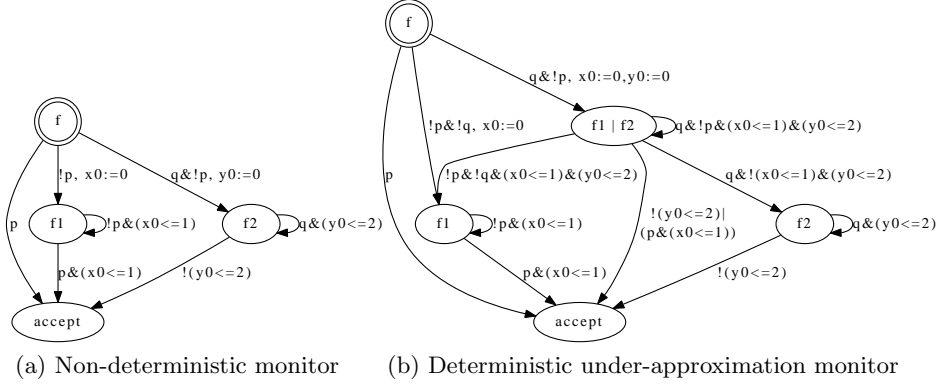 f
q&!p, x0:=0,y0:=0
f1 | f2
q&!p&(x0<=1)&(y0<=2)
!p&!q, x0:=0
p
!p&!q&(x0<=1)&(y0<=2)
q&!(x0<=1)&(y0<=2)
f1
!p&(x0<=1)
!(y0<=2)|
(p&(x0<=1))
f2
q&(y0<=2)
p&(x0<=1)
!(y0<=2)
accept
f
!p, x0:=0
q&!p, y0:=0
p
f1
!p&(x0<=1)
f2
q&(y0<=2)
p&(x0<=1)
!(y0<=2)
accept
(a) Non-deterministic monitor
(b) Deterministic under-approximation monitor